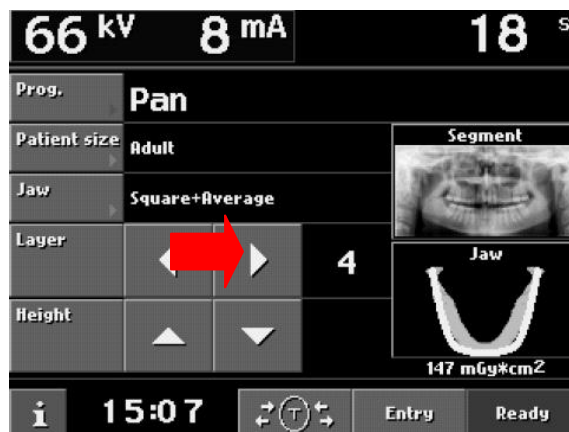 66 kV 8 mA 18 s
Prog. Pan
Patient size Adult
Segment
Jaw Square+Average
Layer 4
Jaw
Height
147 mGy*cm2
i 15:07 T Entry Ready